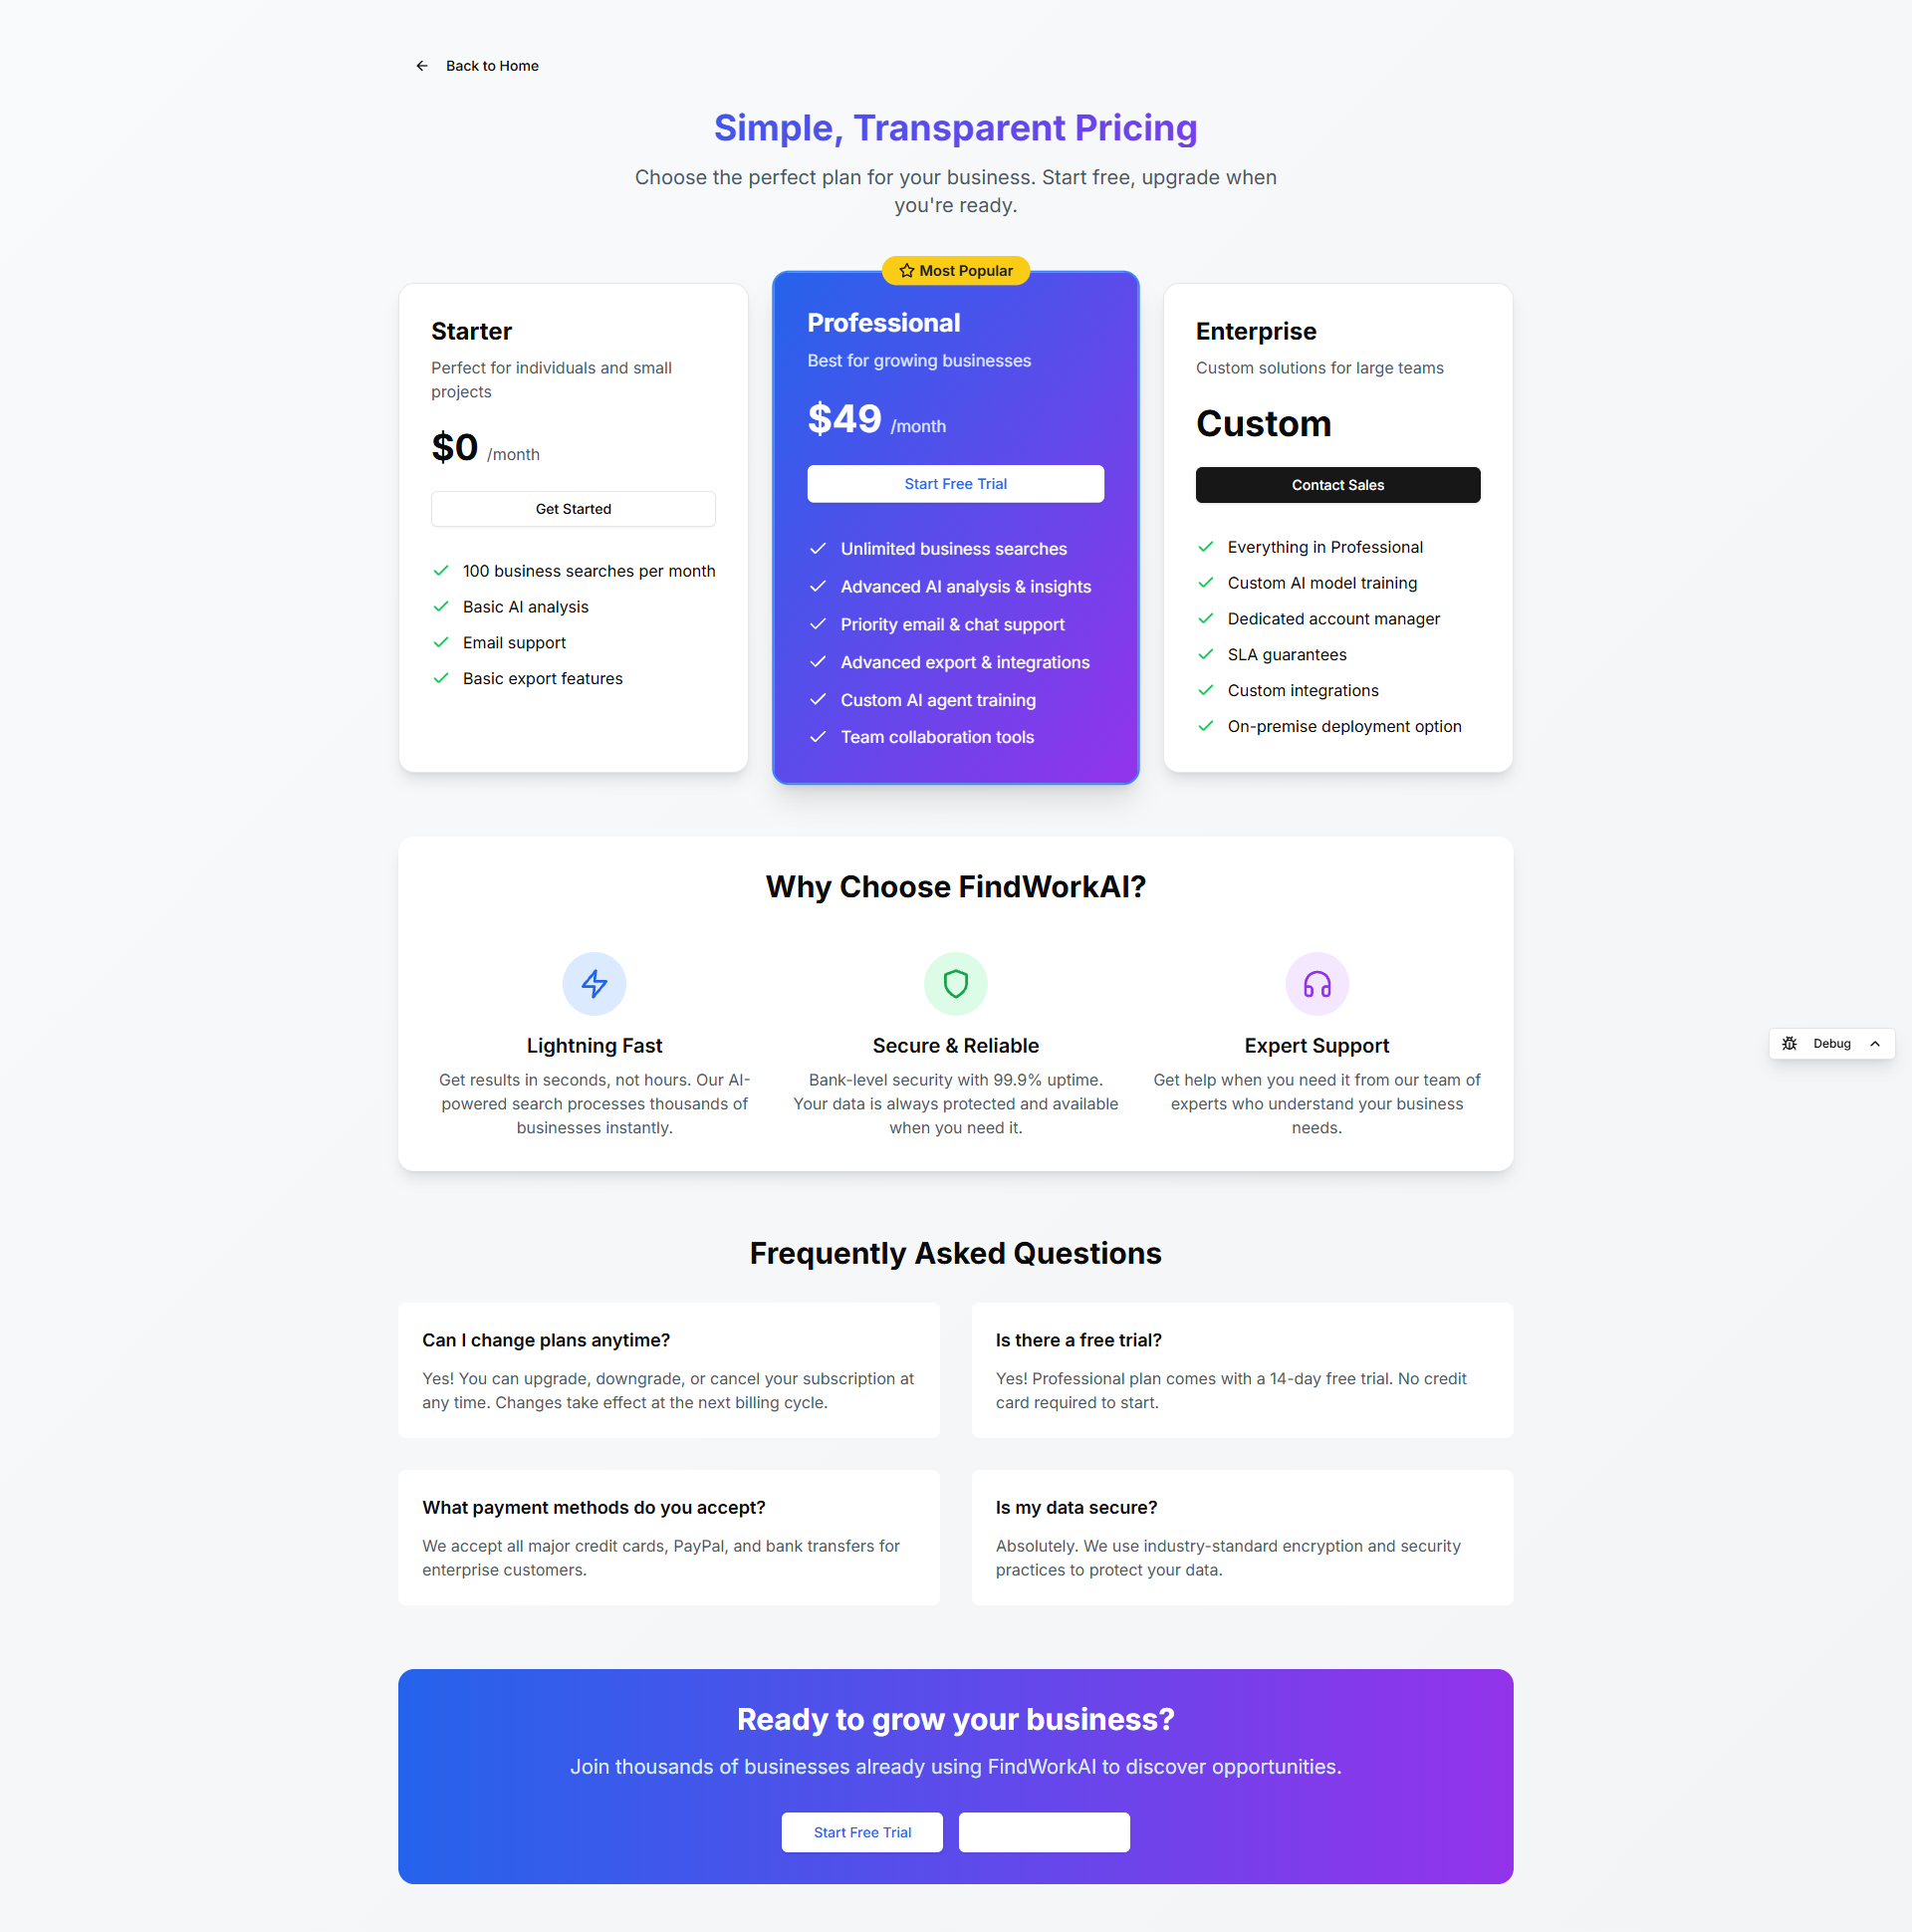 Back to Home
Simple, Transparent Pricing
Choose the perfect plan for your business. Start free, upgrade when
you're ready.
Starter
Perfect for individuals and small
projects
$0 /month
Get Started
100 business searches per month
Basic AI analysis
Email support
Basic export features
Most Popular
Professional
Best for growing businesses
$49 /month
Start Free Trial
Unlimited business searches
Advanced AI analysis & insights
Priority email & chat support
Advanced export & integrations
Custom AI agent training
Team collaboration tools
Enterprise
Custom solutions for large teams
Custom
Contact Sales
Everything in Professional
Custom AI model training
Dedicated account manager
SLA guarantees
Custom integrations
On-premise deployment option
Why Choose FindWorkAI?
Lightning Fast
Get results in seconds, not hours. Our AI-
powered search processes thousands of
businesses instantly.
Secure & Reliable
Bank-level security with 99.9% uptime.
Your data is always protected and available
when you need it.
Expert Support
Get help when you need it from our team of
experts who understand your business
needs.
Debug
Frequently Asked Questions
Can I change plans anytime?
Yes! You can upgrade, downgrade, or cancel your subscription at
any time. Changes take effect at the next billing cycle.
Is there a free trial?
Yes! Professional plan comes with a 14-day free trial. No credit
card required to start.
What payment methods do you accept?
We accept all major credit cards, PayPal, and bank transfers for
enterprise customers.
Is my data secure?
Absolutely. We use industry-standard encryption and security
practices to protect your data.
Ready to grow your business?
Join thousands of businesses already using FindWorkAI to discover opportunities.
Start Free Trial